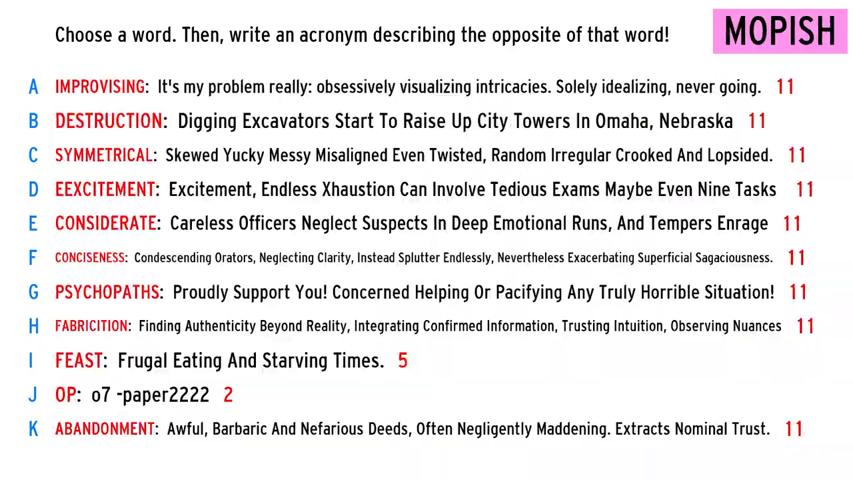 Choose a word. Then, write an acronym describing the opposite of that word!
MOPISH
A IMPROVISING: It's my problem really: obsessively visualizing intricacies. Solely idealizing, never going. 11
B DESTRUCTION: Digging Excavators Start To Raise Up City Towers In Omaha, Nebraska 11
C SYMMETRICAL: Skewed Yucky Messy Misaligned Even Twisted, Random Irregular Crooked And Lopsided. 11
D EEXCITEMENT: Excitement, Endless Xhaustion Can Involve Tedious Exams Maybe Even Nine Tasks 11
E CONSIDERATE: Careless Officers Neglect Suspects In Deep Emotional Runs, And Tempers Enrage 11
F CONCISENESS: Condescending Orators, Neglecting Clarity, Instead Splutter Endlessly, Nevertheless Exacerbating Superficial Sagaciousness. 11
G PSYCHOPATHS: Proudly Support You! Concerned Helping Or Pacifying Any Truly Horrible Situation! 11
H FABRICITION: Finding Authenticity Beyond Reality, Integrating Confirmed Information, Trusting Intuition, Observing Nuances 11
I FEAST: Frugal Eating And Starving Times. 5
J OP: o7 -paper2222 2
K ABANDONMENT: Awful, Barbaric And Nefarious Deeds, Often Negligently Maddening. Extracts Nominal Trust. 11